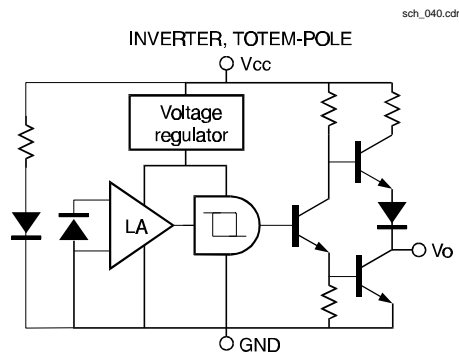 sch_040.cdr
INVERTER, TOTEM-POLE
Vcc
Voltage
regulator
LA
Vo
GND